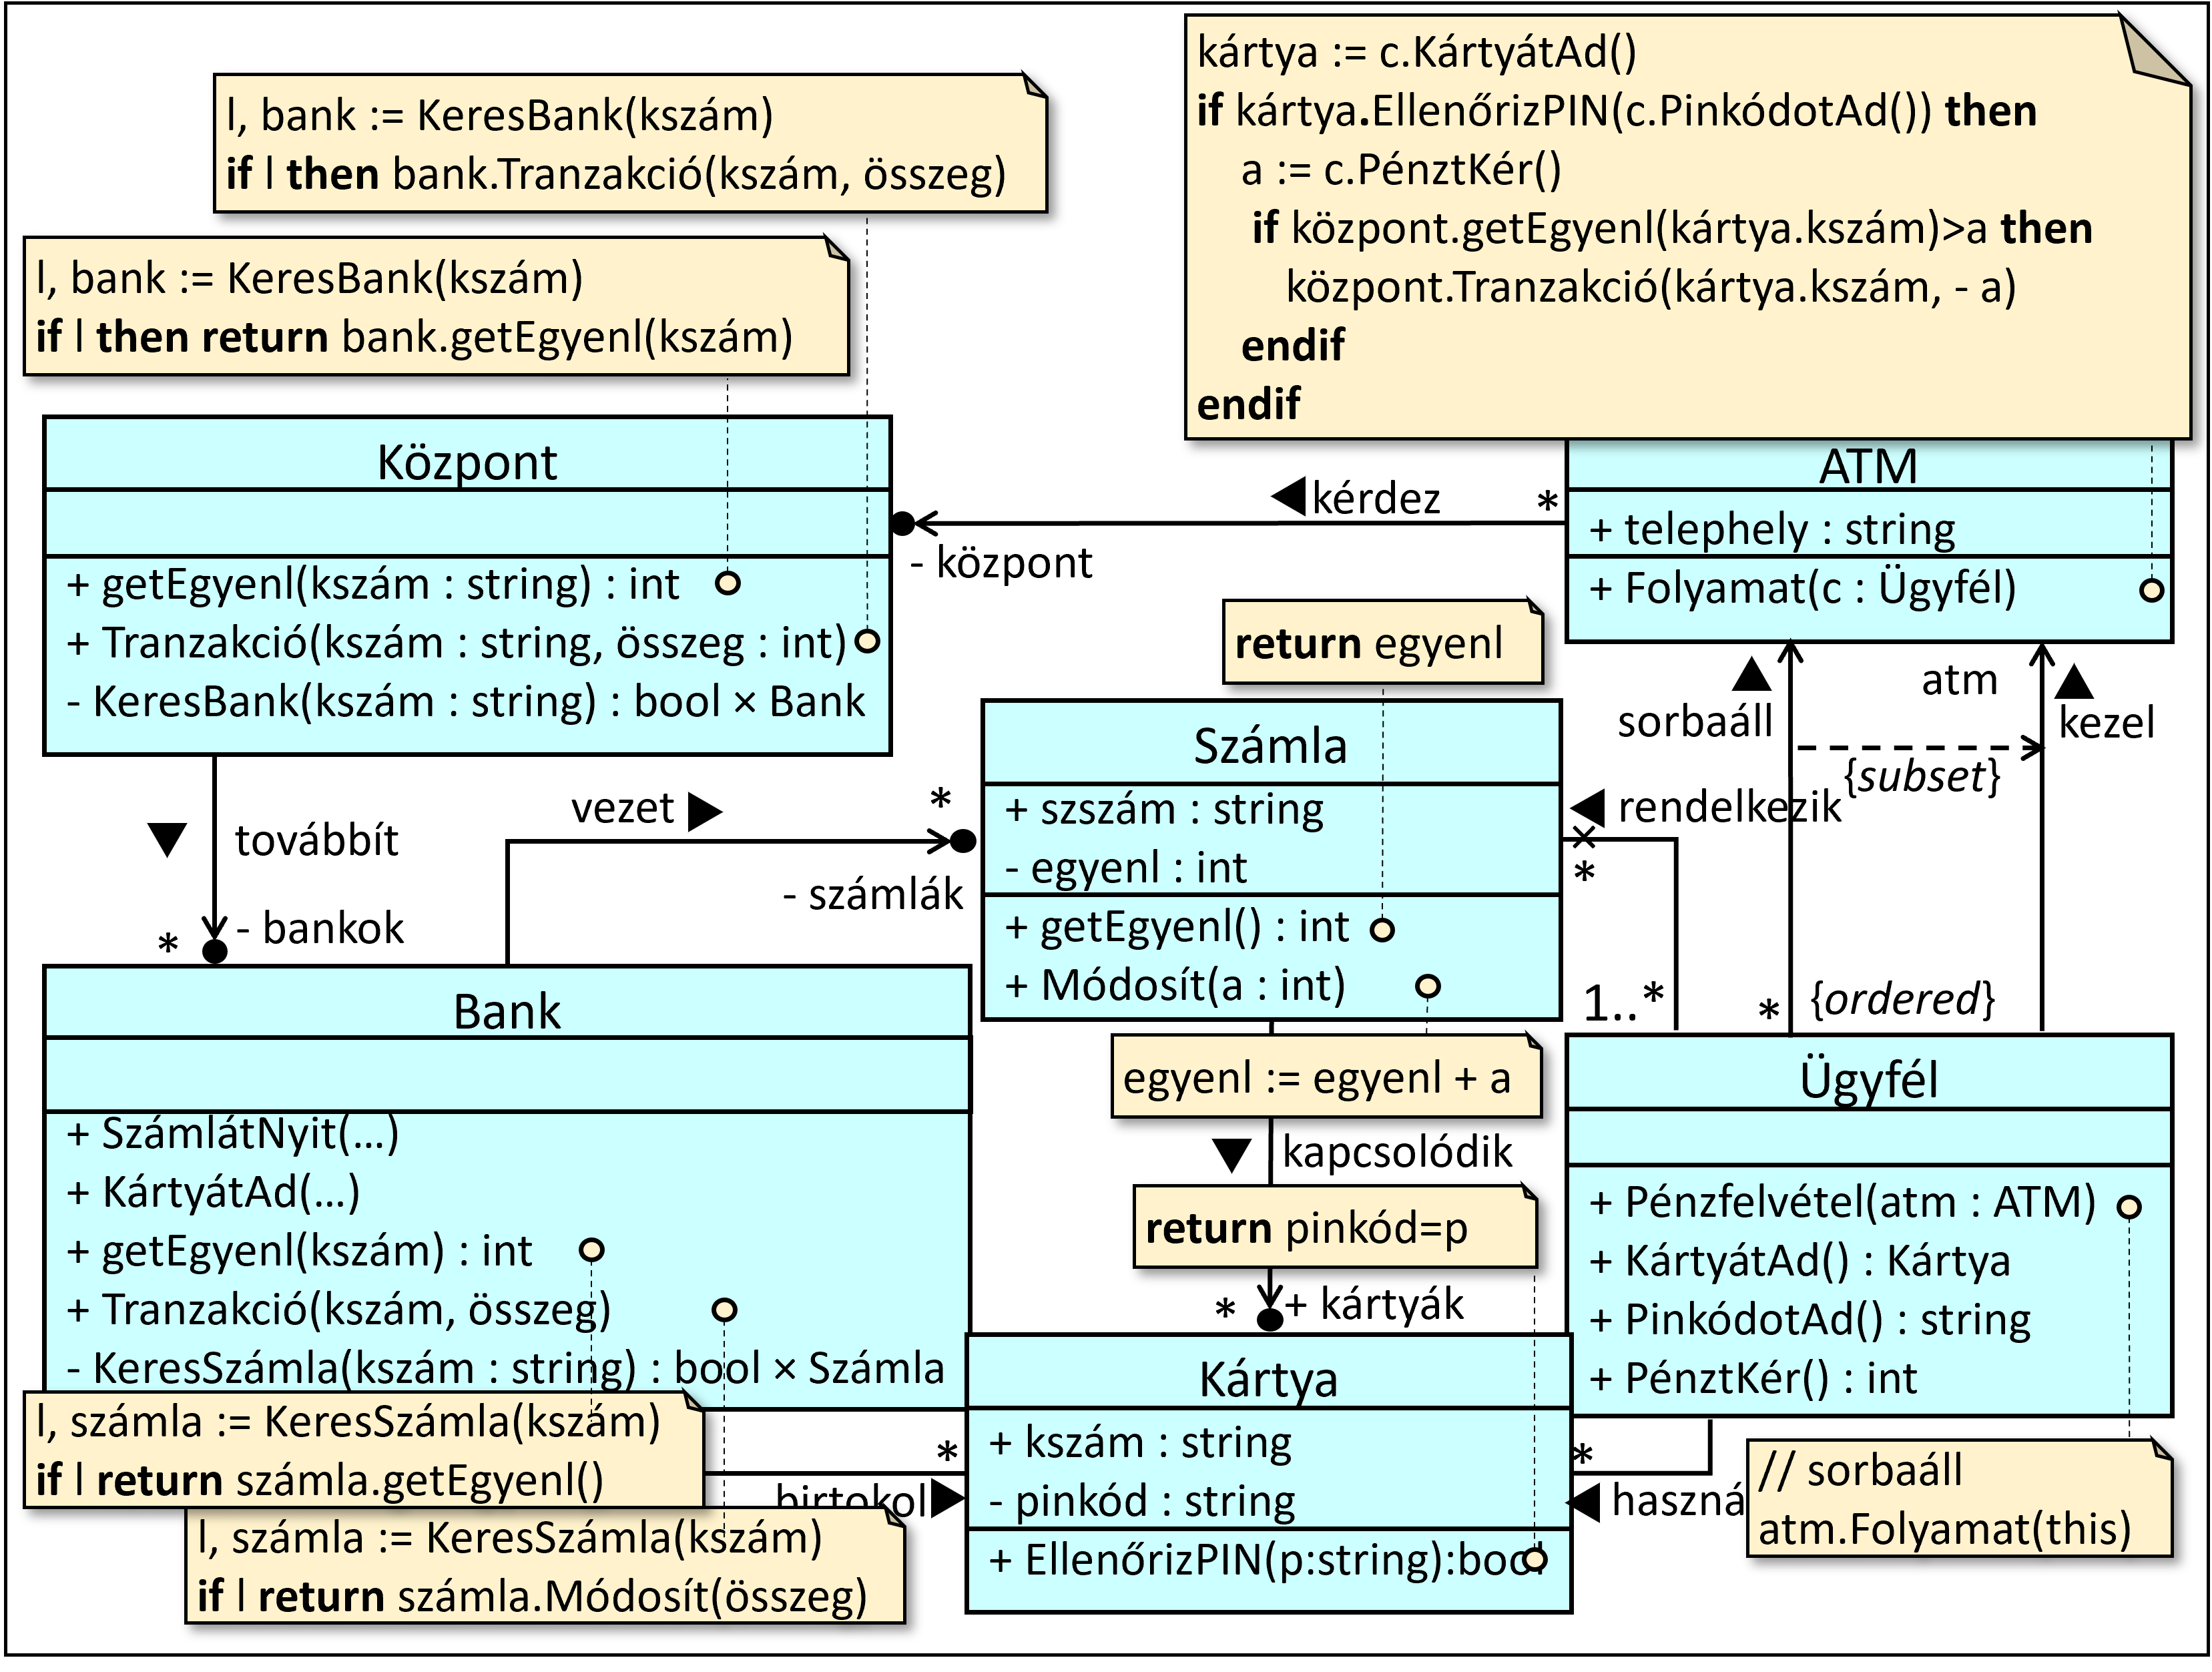 l, bank := KeresBank(kszám)
if l then bank.Tranzakció(kszám, összeg)
l, bank := KeresBank(kszám)
if l then return bank.getEgyenl(kszám)
kártya := c.KártyátAd()
if kártya.EllenőrizPIN(c.PinkódotAd()) then
a := c.PénztKér()
if központ.getEgyenl(kártya.kszám)>a then
központ.Tranzakció(kártya.kszám, - a)
endif
endif
Központ
+ getEgyenl(kszám : string) : int
+ Tranzakció(kszám : string, összeg : int)
- KeresBank(kszám : string) : bool × Bank
kérdez
*
- központ
ATM
+ telephely : string
+ Folyamat(c : Ügyfél)
return egyenl
sorbaáll
atm
kezel
{subset}
továbbít
* - bankok
vezet
*
- számlák
Számla
+ szszám : string
- egyenl : int
+ getEgyenl() : int
+ Módosít(a : int)
rendelkezik
*
1..*
* {ordered}
Bank
+ SzámlátNyit(...)
+ KártyátAd(...)
+ getEgyenl(kszám) : int
+ Tranzakció(kszám, összeg)
- KeresSzámla(kszám : string) : bool × Számla
egyenl := egyenl + a
kapcsolódik
return pinkód=p
* + kártyák
Ügyfél
+ Pénzfelvétel(atm : ATM)
+ KártyátAd() : Kártya
+ PinkódotAd() : string
+ PénztKér() : int
l, számla := KeresSzámla(kszám)
if l return számla.getEgyenl()
*
birtokol
l, számla := KeresSzámla(kszám)
if l return számla.Módosít(összeg)
Kártya
+ kszám : string
- pinkód : string
+ EllenőrizPIN(p:string):bool
*
haszná
// sorbaáll
atm.Folyamat(this)